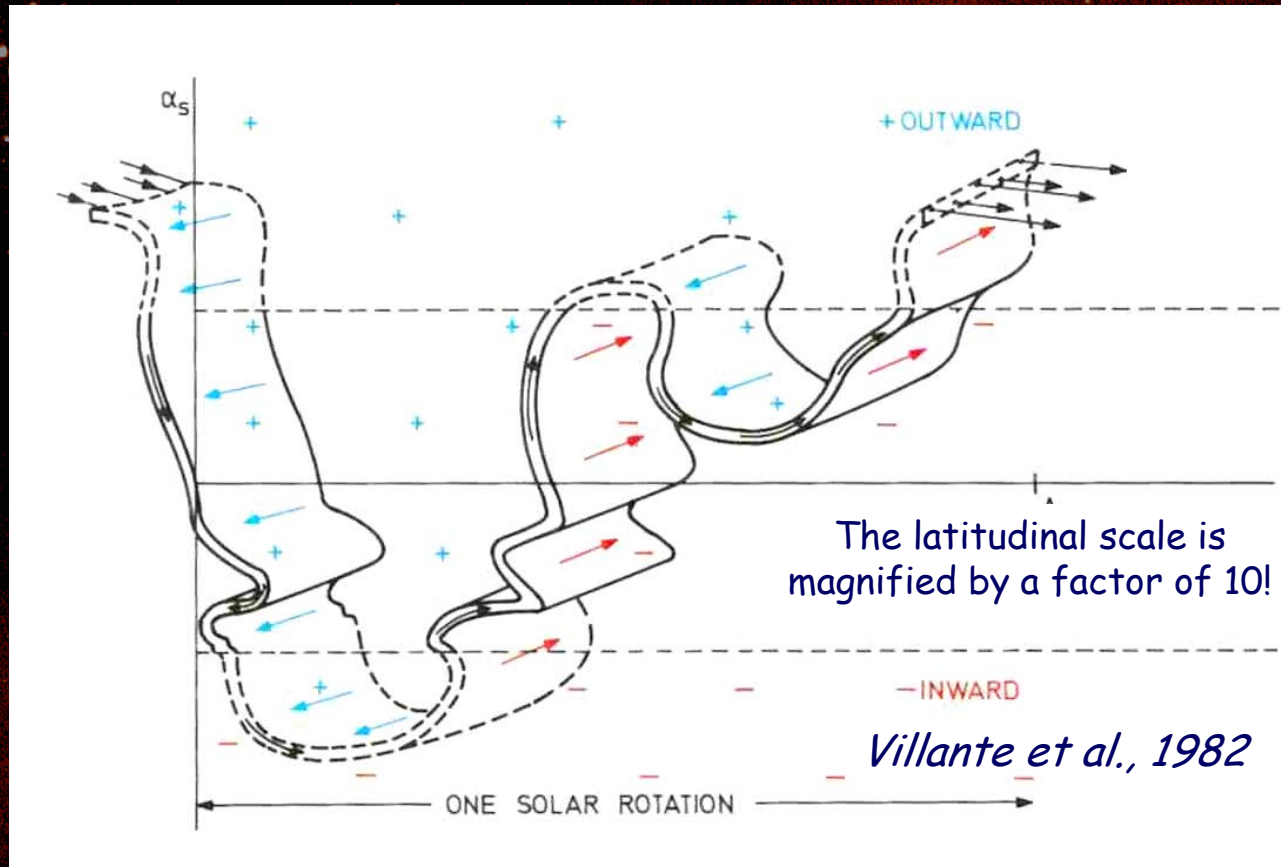 αs
+ OUTWARD
The latitudinal scale is
magnified by a factor of 10!
— INWARD
Villante et al., 1982
ONE SOLAR ROTATION